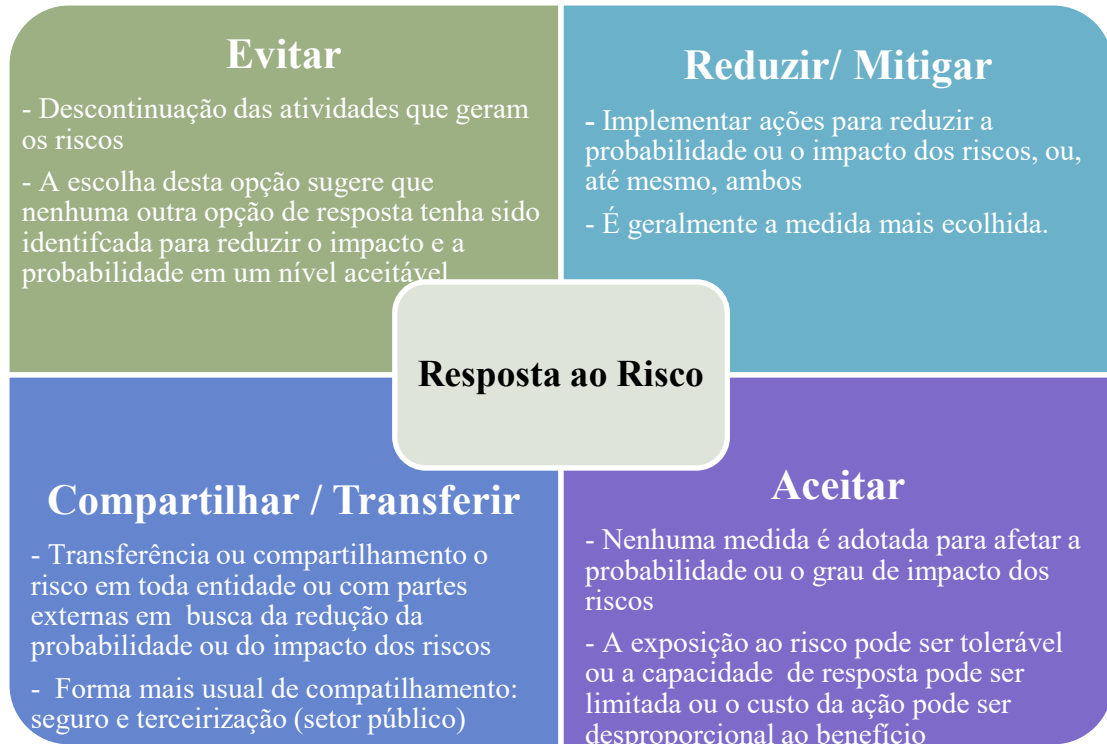 Evitar
- Descontinuação das atividades que geram
os riscos
- A escolha desta opção sugere que
nenhuma outra opção de resposta tenha sido
identifcada para reduzir o impacto e a
probabilidade em um nível aceitável
Reduzir/ Mitigar
- Implementar ações para reduzir a
probabilidade ou o impacto dos riscos, ou,
até mesmo, ambos
- É geralmente a medida mais ecolhida.
Resposta ao Risco
Compartilhar / Transferir
- Transferência ou compartilhamento o
risco em toda entidade ou com partes
externas em busca da redução da
probabilidade ou do impacto dos riscos
- Forma mais usual de compatilhamento:
seguro e terceirização (setor público)
Aceitar
- Nenhuma medida é adotada para afetar a
probabilidade ou o grau de impacto dos
riscos
- A exposição ao risco pode ser tolerável
ou a capacidade de resposta pode ser
limitada ou o custo da ação pode ser
desproporcional ao benefício